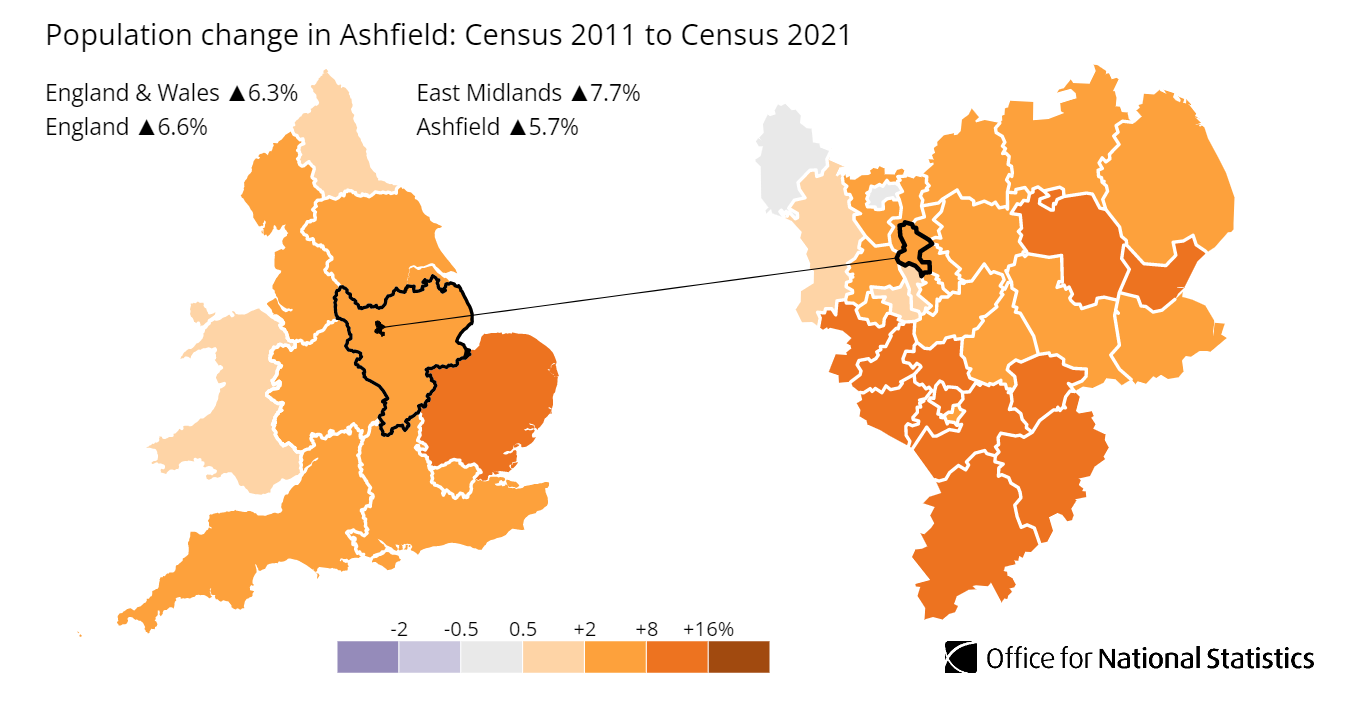 Population change in Ashfield: Census 2011 to Census 2021
England & Wales ▲6.3%
East Midlands ▲7.7%
England ▲6.6%
Ashfield ▲5.7%
-2 -0.5 0.5 +2 +8 +16%
Office for National Statistics